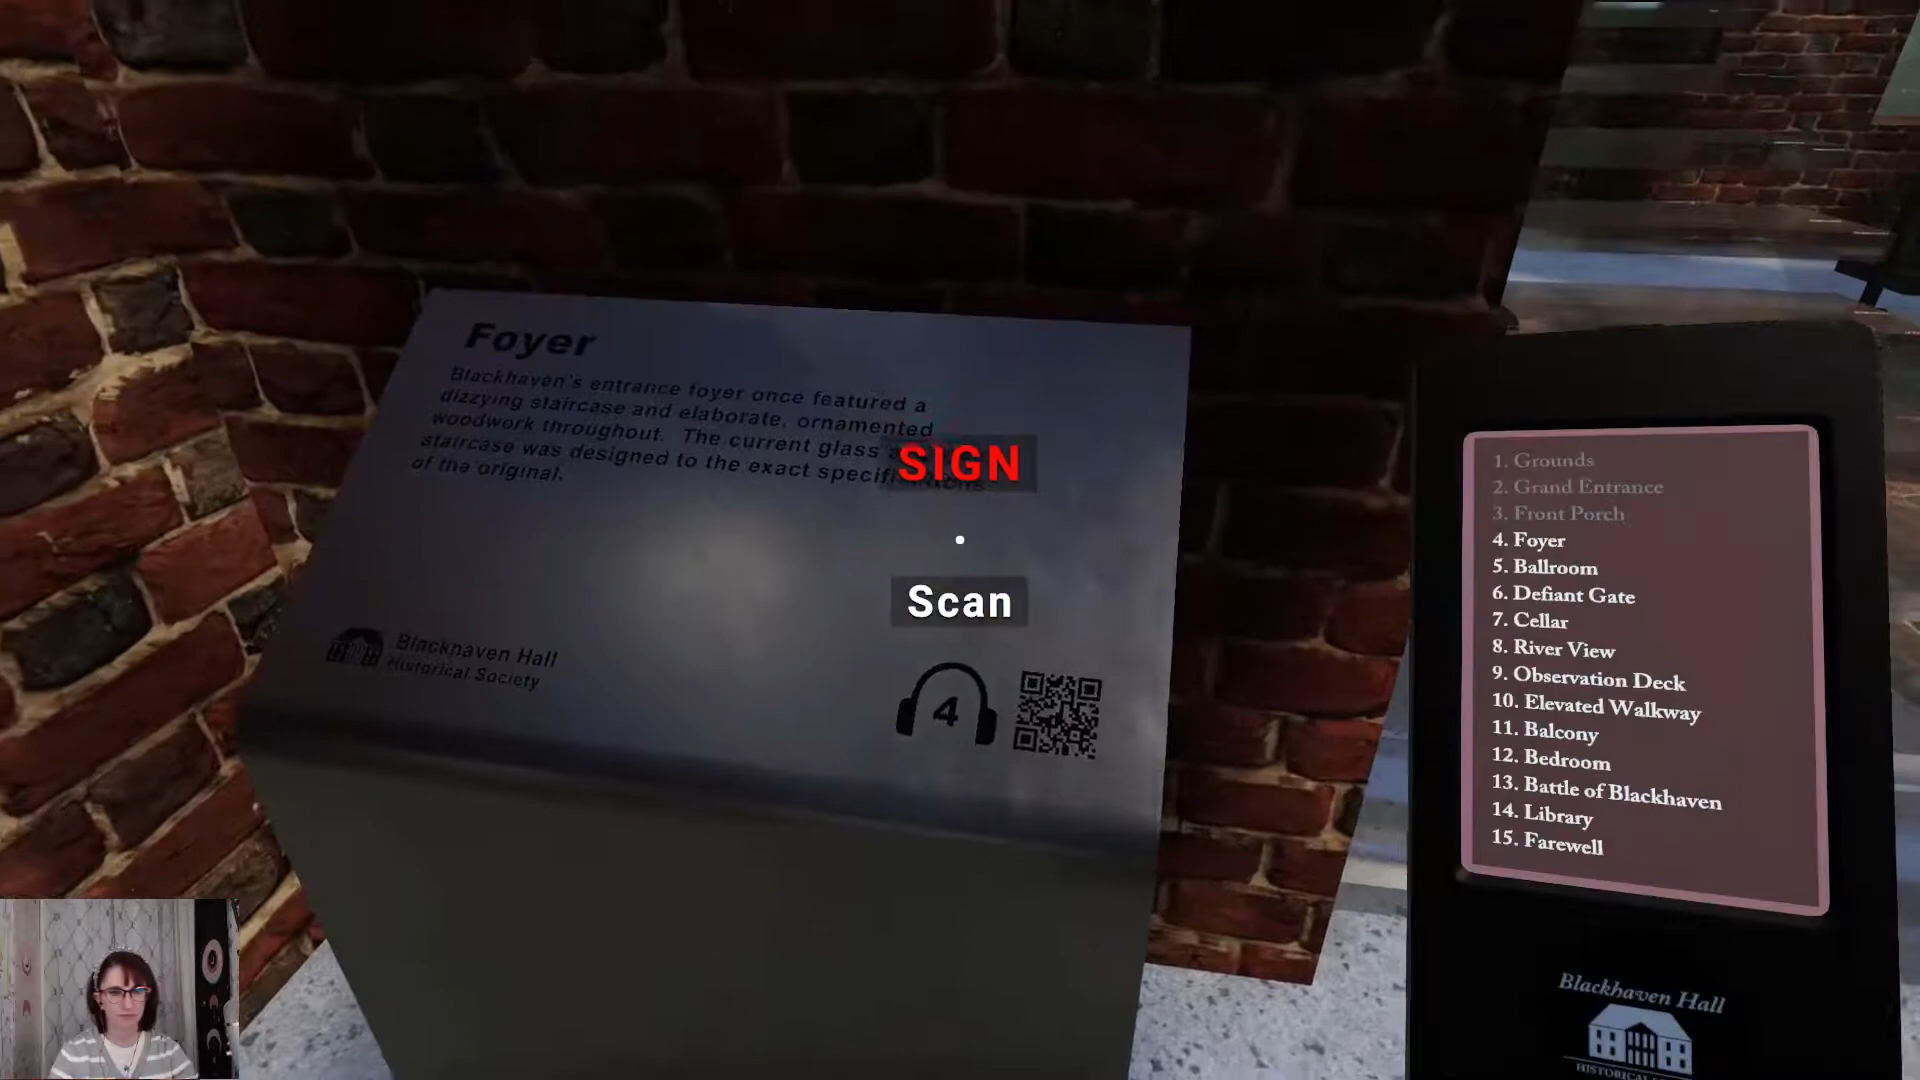 Foyer
Blackhaven's entrance foyer once featured a
dizzying staircase and elaborate, ornamented
woodwork throughout. The current glass
staircase was designed to the exact
of the original.
SIGN
Scan
Blackhaven Hall
Historical Society
4
1. Grounds
2. Grand Entrance
3. Front Porch
4. Foyer
5. Ballroom
6. Defiant Gate
7. Cellar
8. River View
9. Observation Deck
10. Elevated Walkway
11. Balcony
12. Bedroom
13. Battle of Blackhaven
14. Library
15. Farewell
Blackhaven Hall